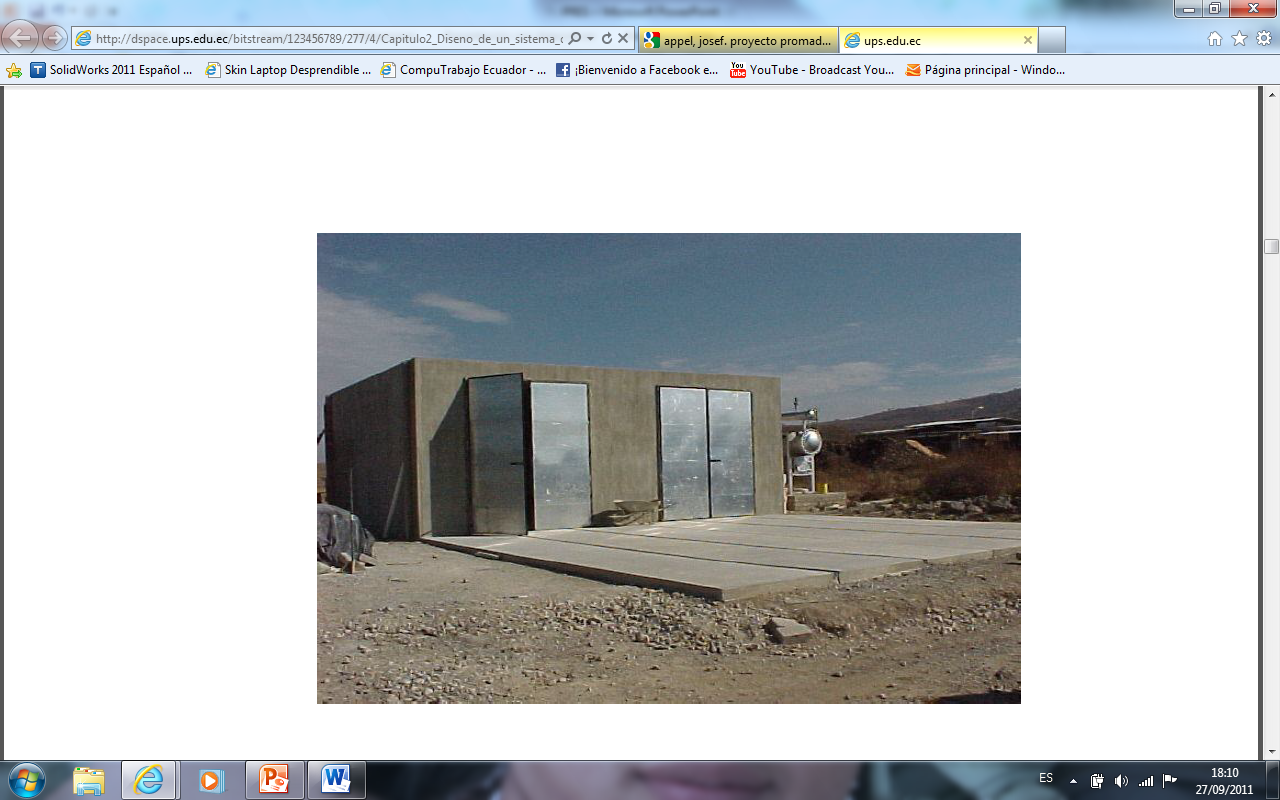 http://dspace.ups.edu.ec/bitstream/123456789/277/4/Capitulo2_Diseno_de_un_sistema_
appel, josef. proyecto promad...
ups.edu.ec
SolidWorks 2011 Español ...
Skin Laptop Desprendible ...
CompuTrabajo Ecuador - ...
¡Bienvenido a Facebook e...
YouTube - Broadcast You...
Página principal - Windo...
ES
18:10
27/09/2011